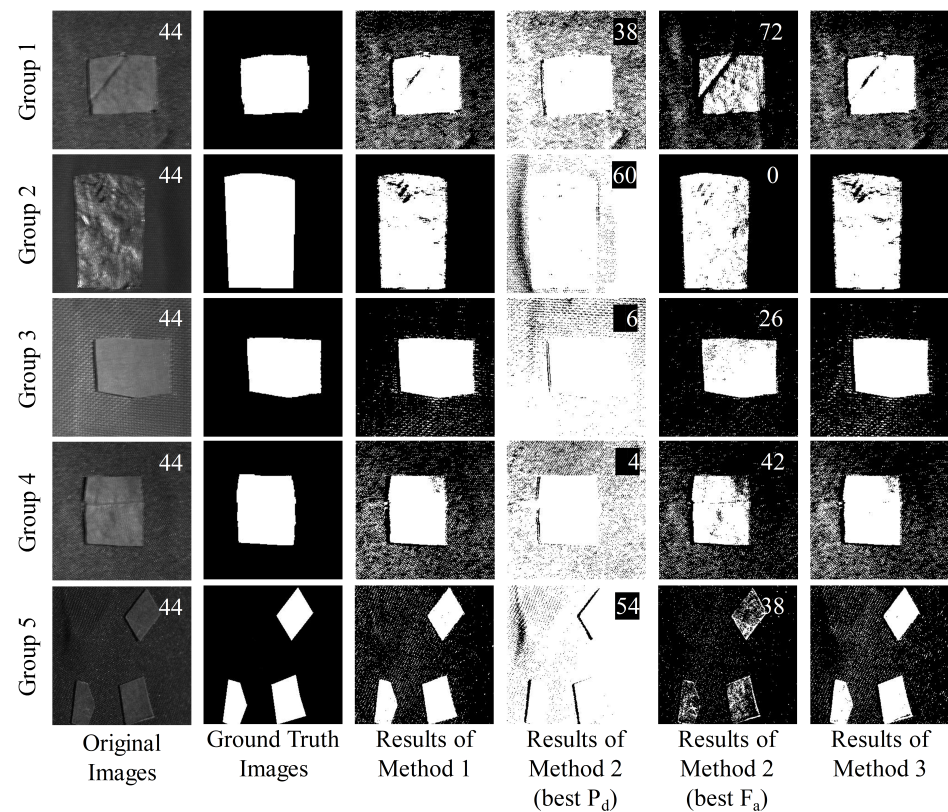 Group 1
44
38
72
Group 2
44
60
0
Group 3
44
6
26
Group 4
44
4
42
Group 5
44
54
38
Original
Images
Ground Truth
Images
Results of
Method 1
Results of
Method 2
(best Pd)
Results of
Method 2
(best Fa)
Results of
Method 3